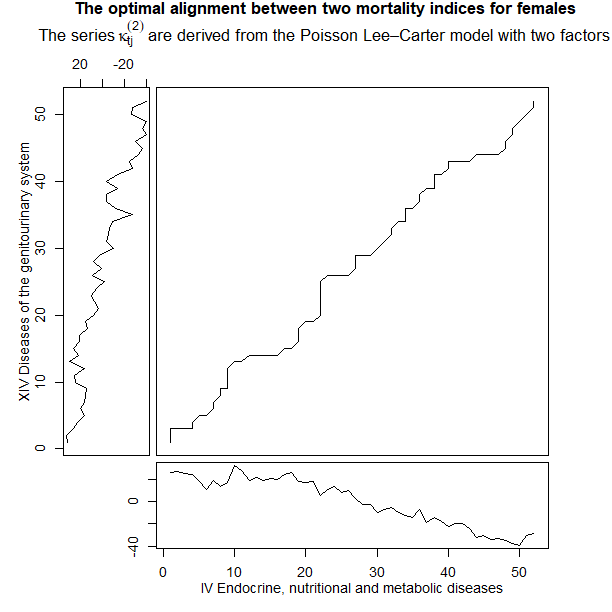 The optimal alignment between two mortality indices for females
The series κ_{tj}^{(2)} are derived from the Poisson Lee–Carter model with two factors
20 -20
XIV Diseases of the genitourinary system
50
40
30
20
10
0
0
-40
0 10 20 30 40 50
IV Endocrine, nutritional and metabolic diseases